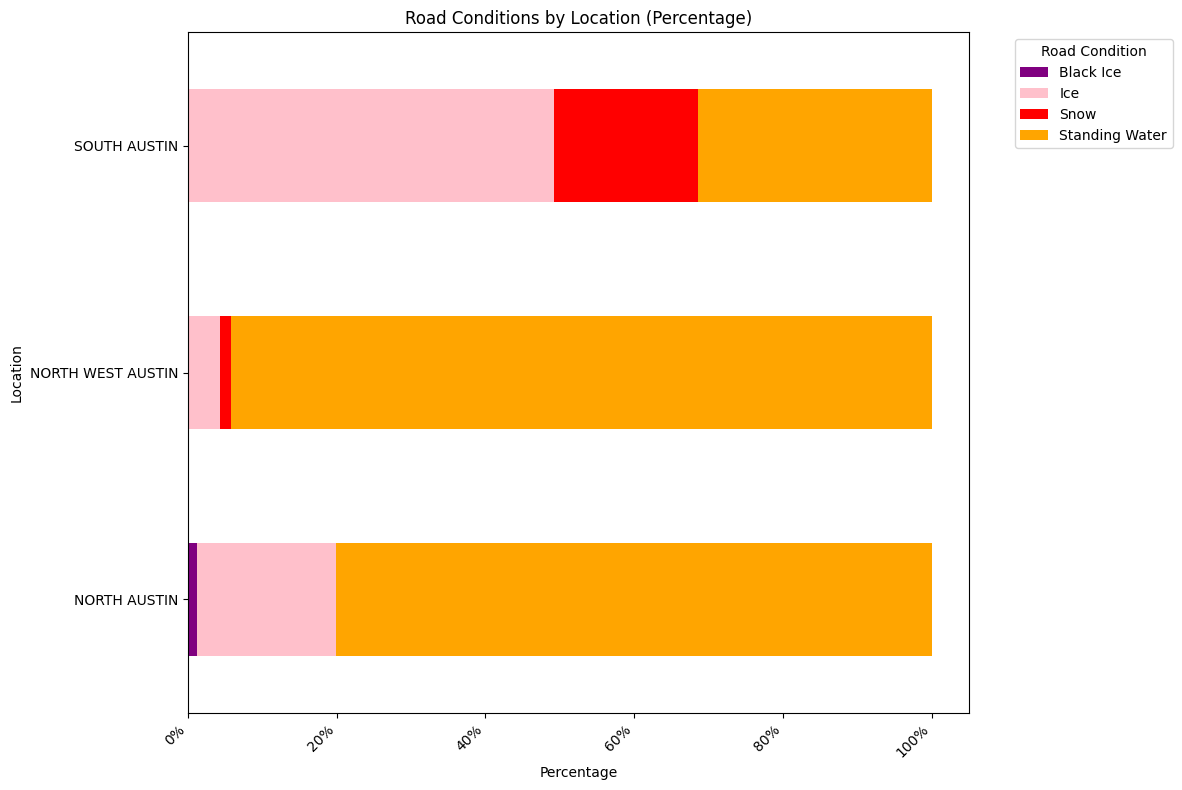 Road Conditions by Location (Percentage)
Road Condition
Black Ice
Ice
Snow
Standing Water
SOUTH AUSTIN
NORTH WEST AUSTIN
NORTH AUSTIN
Location
0%
20%
40%
60%
80%
100%
Percentage